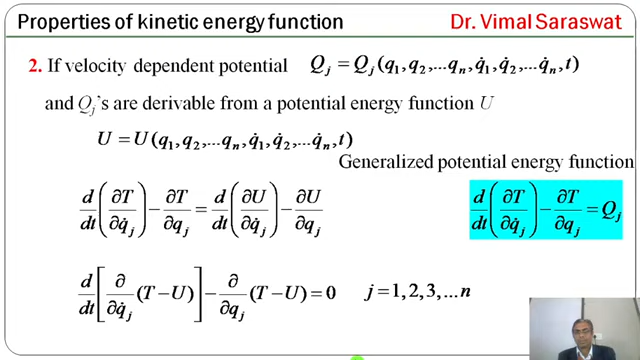 Properties of kinetic energy function Dr. Vimal Saraswat
2. If velocity dependent potential Q_j = Q_j(q_1, q_2, ...q_n, q̇_1, q̇_2, ...q̇_n, t)
and Q_j's are derivable from a potential energy function U
U = U(q_1, q_2, ...q_n, q̇_1, q̇_2, ...q̇_n, t)
Generalized potential energy function
d/dt (∂T/∂q̇_j) − ∂T/∂q_j = d/dt (∂U/∂q̇_j) − ∂U/∂q_j
d/dt (∂T/∂q̇_j) − ∂T/∂q_j = Q_j
d/dt [∂/∂q̇_j (T − U)] − ∂/∂q_j (T − U) = 0 j = 1, 2, 3, ...n